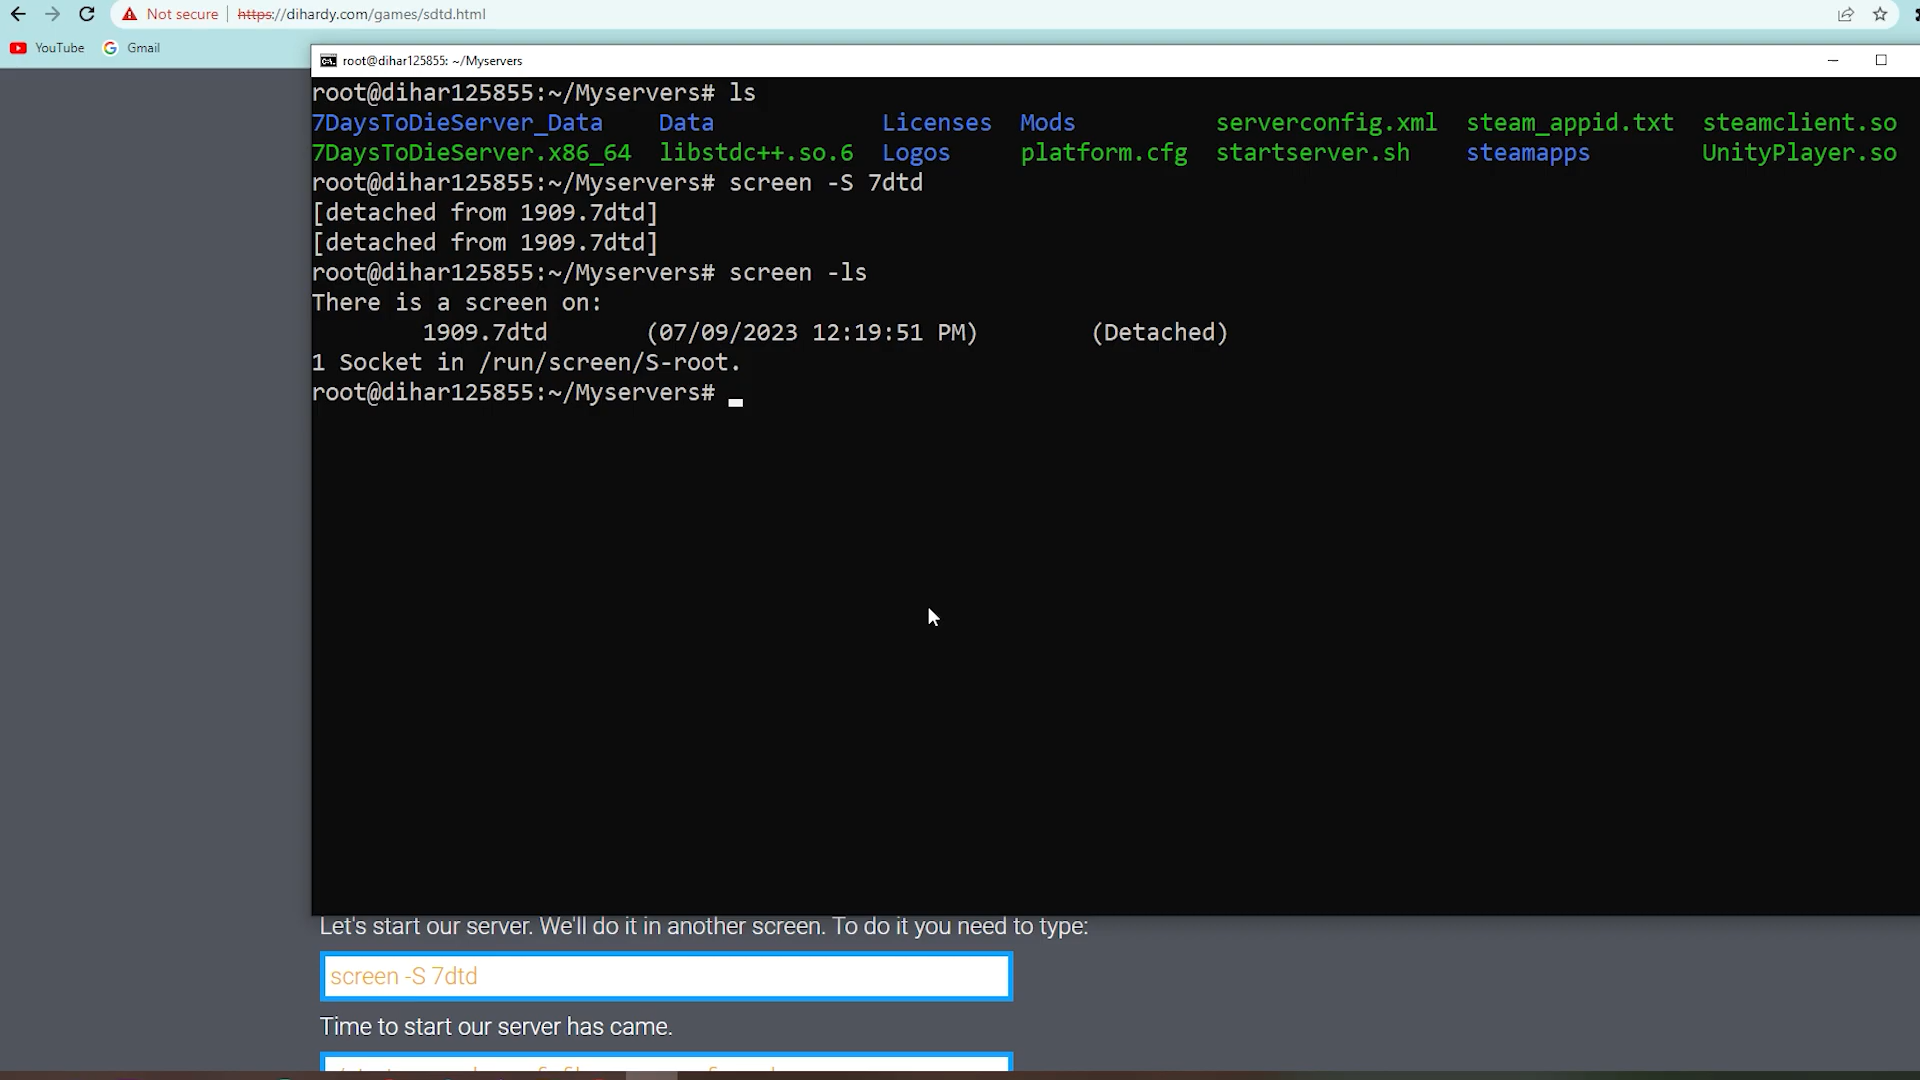 Not secure https://dihardy.com/games/sdtd.html
YouTube Gmail
root@dihar125855: ~/Myservers
root@dihar125855:~/Myservers# ls
7DaysToDieServer_Data Data Licenses Mods serverconfig.xml steam_appid.txt steamclient.so
7DaysToDieServer.x86_64 libstdc++.so.6 Logos platform.cfg startserver.sh steamapps UnityPlayer.so
root@dihar125855:~/Myservers# screen -S 7dtd
[detached from 1909.7dtd]
[detached from 1909.7dtd]
root@dihar125855:~/Myservers# screen -ls
There is a screen on:
1909.7dtd (07/09/2023 12:19:51 PM) (Detached)
1 Socket in /run/screen/S-root.
root@dihar125855:~/Myservers#
Let's start our server. We'll do it in another screen. To do it you need to type:
screen -S 7dtd
Time to start our server has came.